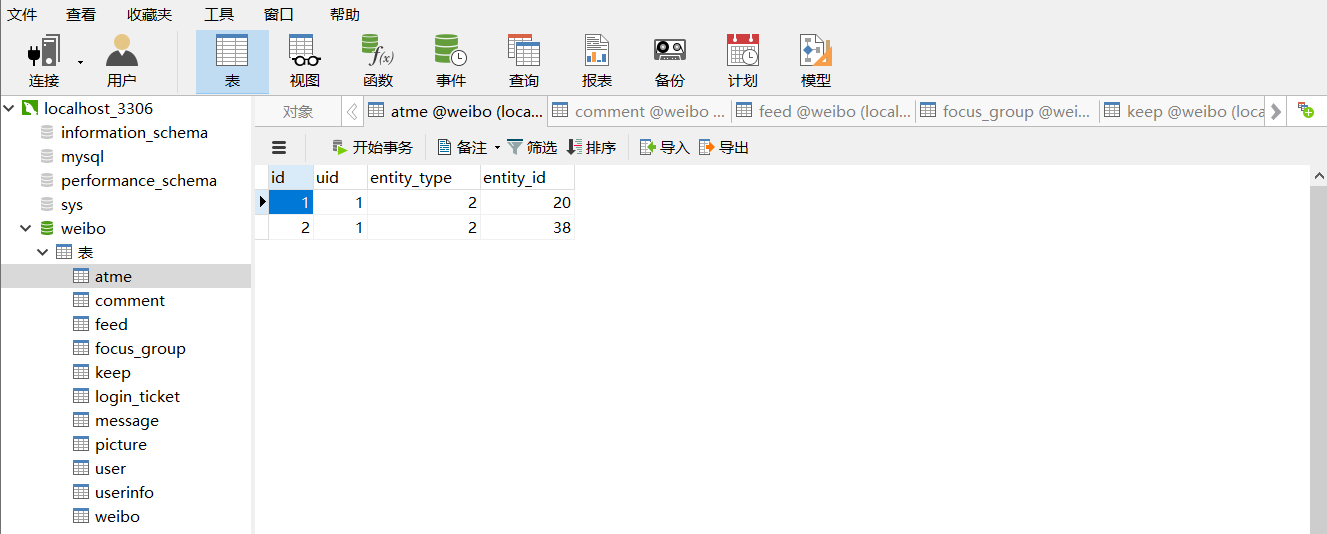 文件 查看 收藏夹 工具 窗口 帮助
连接 用户 表 视图 函数 事件 查询 报表 备份 计划 模型
localhost_3306
information_schema
mysql
performance_schema
sys
weibo
表
atme
comment
feed
focus_group
keep
login_ticket
message
picture
user
userinfo
weibo
对象 atme @weibo (loca... comment @weibo ... feed @weibo (local... focus_group @wei... keep @weibo (loca
开始事务 备注 筛选 排序 导入 导出
id uid entity_type entity_id
1 1 2 20
2 1 2 38